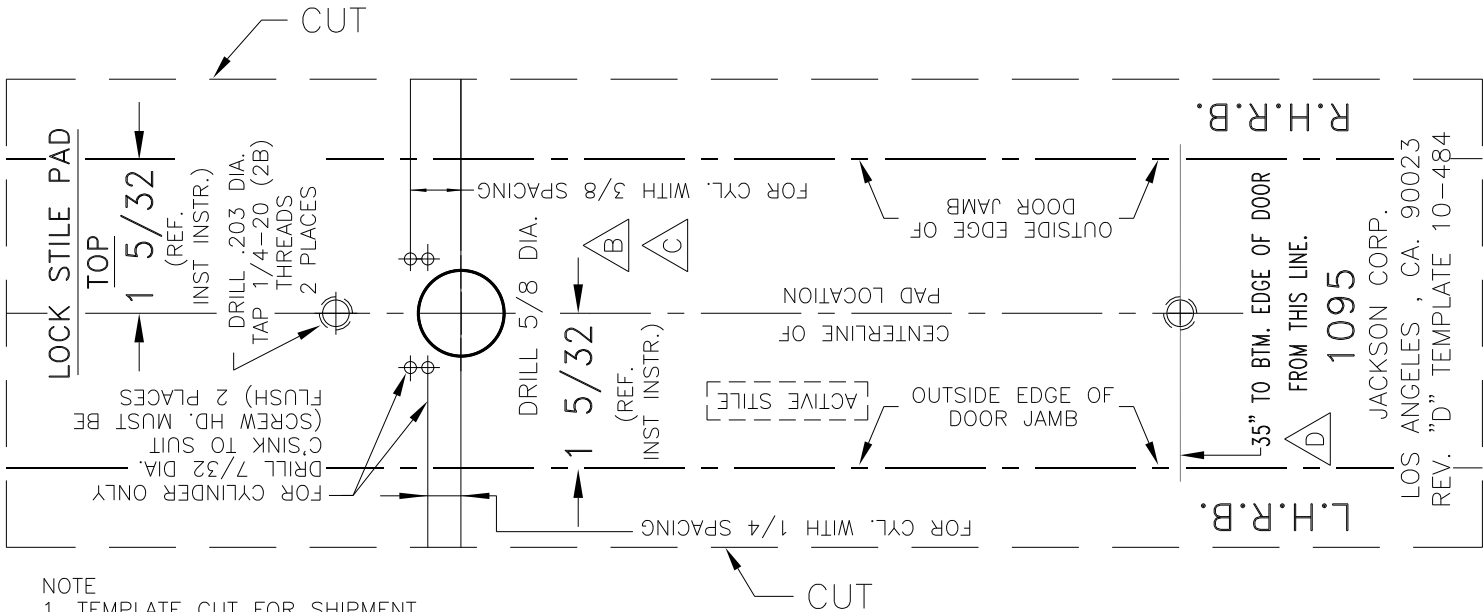 CUT
LOCK STILE PAD
TOP
1 5/32
(REF.
INST INSTR.)
DRILL .203 DIA.
TAP 1/4-20 (2B)
THREADS
2 PLACES
FOR CYLINDER ONLY
DRILL 7/32 DIA.
C'SINK TO SUIT
(SCREW HD. MUST BE
FLUSH) 2 PLACES
FOR CYL. WITH 3/8 SPACING
DRILL 5/8 DIA.
B
C
1 5/32
(REF.
INST INSTR.)
FOR CYL. WITH 1/4 SPACING
OUTSIDE EDGE OF
DOOR JAMB
CENTERLINE OF
PAD LOCATION
ACTIVE STILE
OUTSIDE EDGE OF
DOOR JAMB
R.H.R.B.
L.H.R.B.
35" TO BTM. EDGE OF DOOR
FROM THIS LINE.
D
1095
JACKSON CORP.
LOS ANGELES , CA. 90023
REV. "D" TEMPLATE 10-484
CUT
NOTE
1. TEMPLATE CUT FOR SHIPMENT